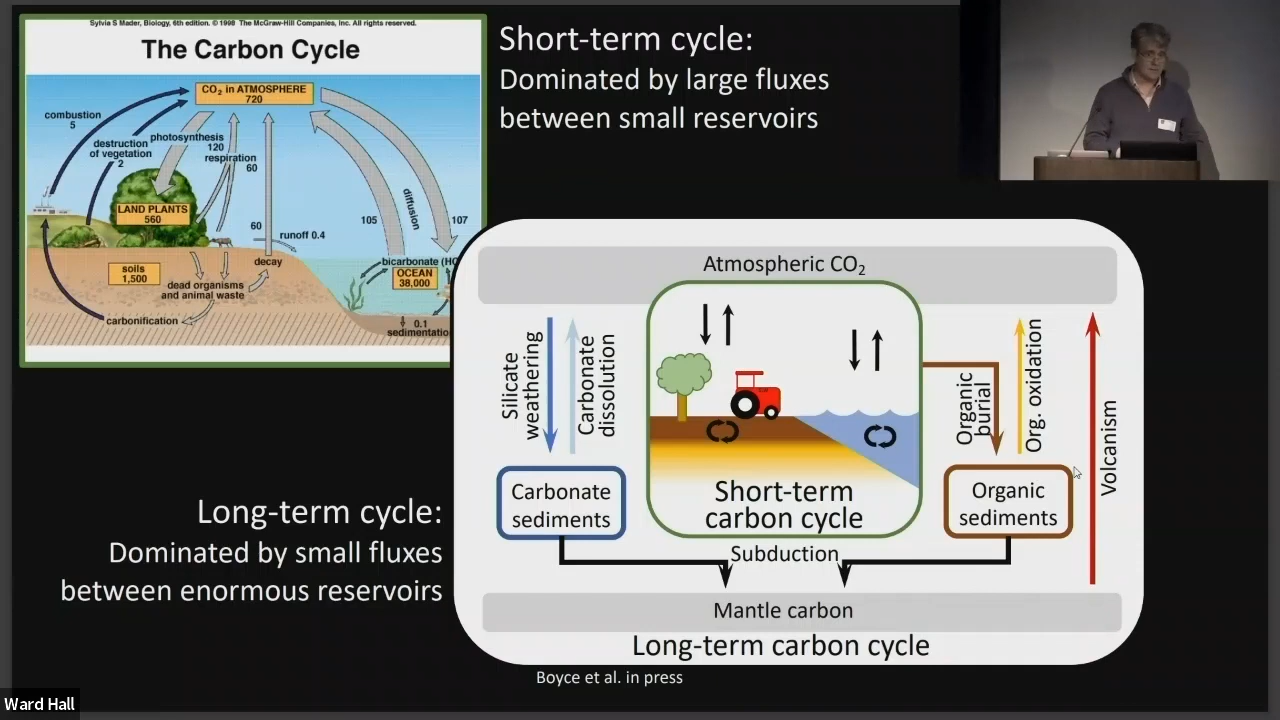 Sylvia S Mader, Biology, 6th edition. © 1998 The McGraw-Hill Companies, Inc. All rights reserved.
The Carbon Cycle
CO₂ in ATMOSPHERE
720
combustion
5
destruction
of vegetation
2
photosynthesis
120
respiration
60
LAND PLANTS
560
60
runoff 0.4
diffusion
105
107
soils
1,500
decay
dead organisms
and animal waste
carbonification
bicarbonate (HC
OCEAN
38,000
0.1
sedimentatio
Short-term cycle:
Dominated by large fluxes
between small reservoirs
Long-term cycle:
Dominated by small fluxes
between enormous reservoirs
Atmospheric CO₂
Silicate
weathering
Carbonate
dissolution
Organic
burial
Org. oxidation
Volcanism
Carbonate
sediments
Short-term
carbon cycle
Organic
sediments
Subduction
Mantle carbon
Long-term carbon cycle
Boyce et al. in press
Ward Hall